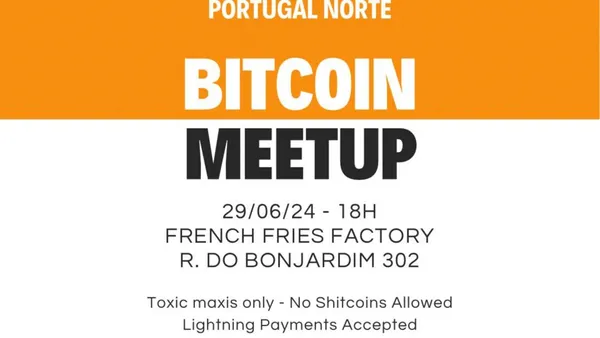 PORTUGAL NORTE
BITCOIN
MEETUP
29/06/24 - 18H
FRENCH FRIES FACTORY
R. DO BONJARDIM 302
Toxic maxis only - No Shitcoins Allowed
Lightning Payments Accepted